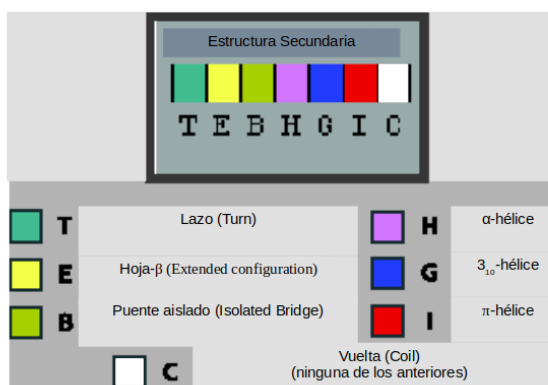 Estructura Secundaria
T E B H G I C
T Lazo (Turn)
H α-hélice
E Hoja-β (Extended configuration)
G 3₁₀-hélice
B Puente aislado (Isolated Bridge)
I π-hélice
C Vuelta (Coil)
(ninguna de los anteriores)